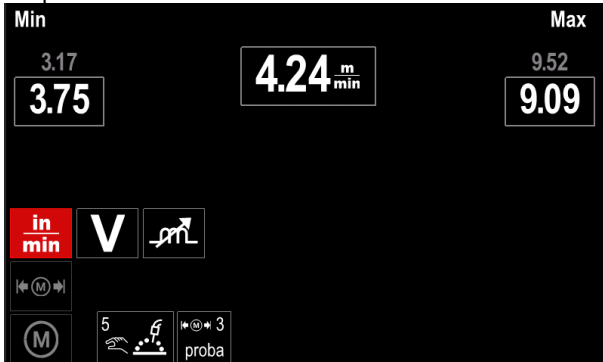 Min Max
3.17 9.52
3.75 4.24 m/min 9.09
in/min V
M
M 5 M 3
proba